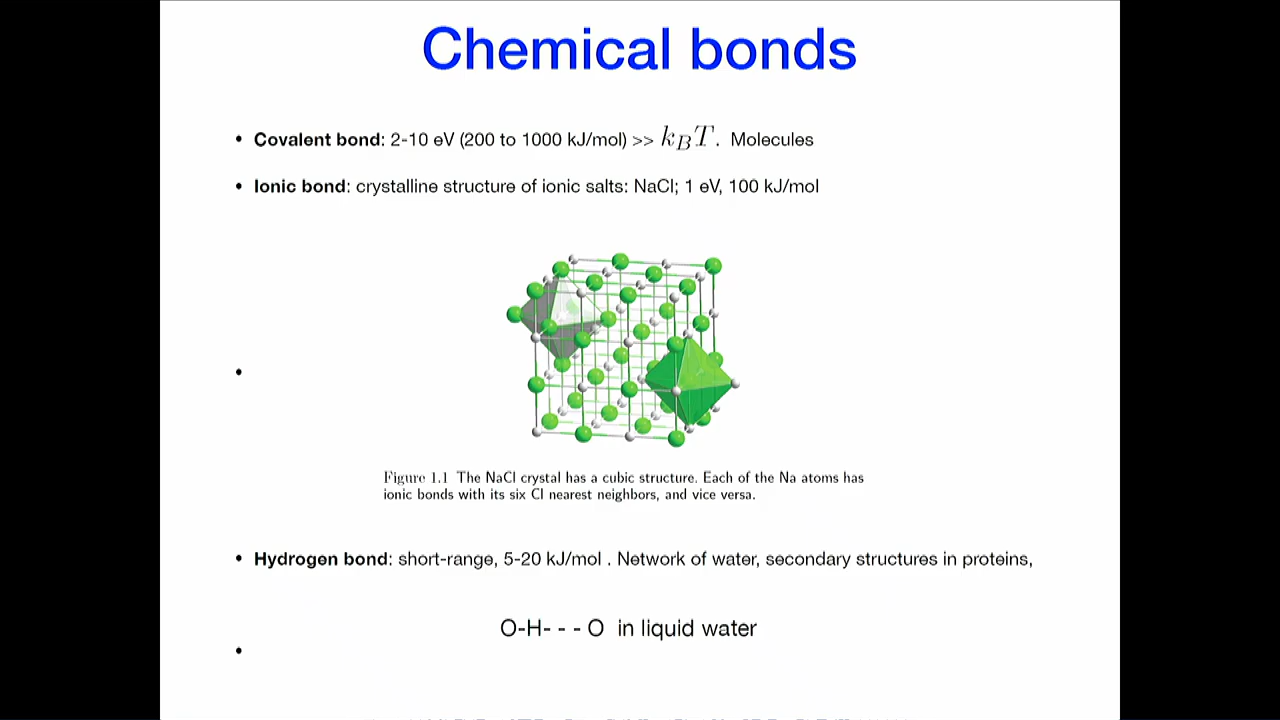 Chemical bonds
• Covalent bond: 2-10 eV (200 to 1000 kJ/mol) >> k_BT. Molecules
• Ionic bond: crystalline structure of ionic salts: NaCl; 1 eV, 100 kJ/mol
•
Figure 1.1 The NaCl crystal has a cubic structure. Each of the Na atoms has
ionic bonds with its six Cl nearest neighbors, and vice versa.
• Hydrogen bond: short-range, 5-20 kJ/mol . Network of water, secondary structures in proteins,
O-H- - - O in liquid water
•